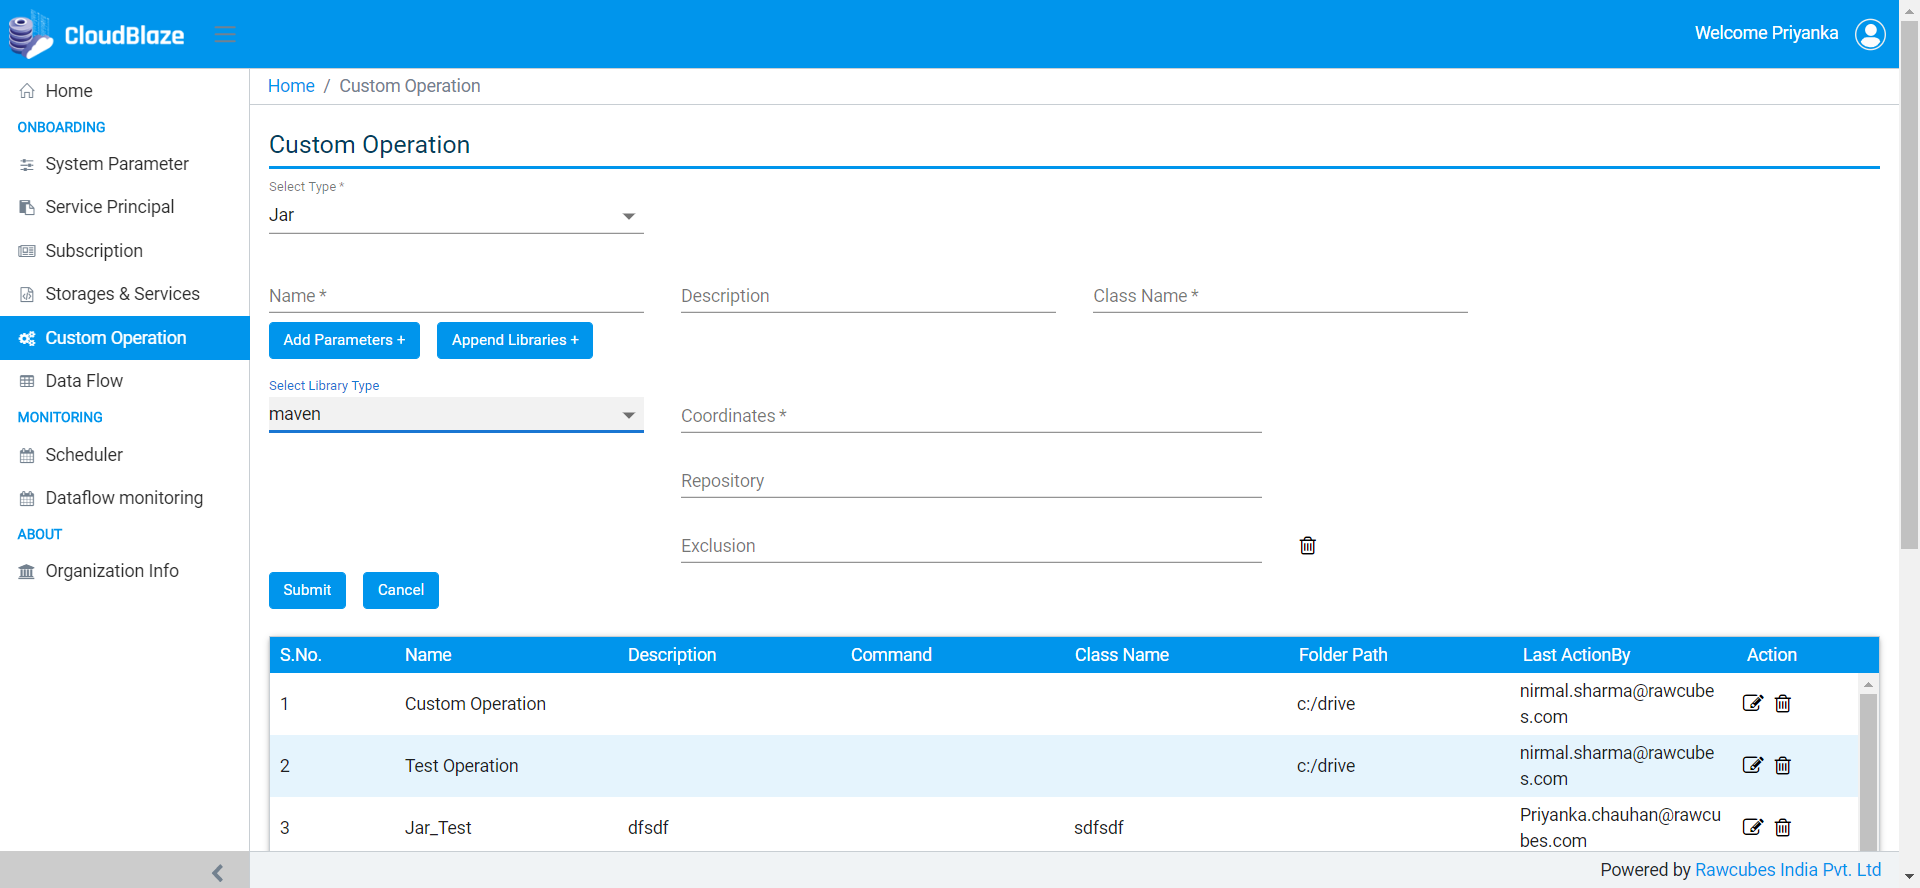 CloudBlaze
Welcome Priyanka
Home
ONBOARDING
System Parameter
Service Principal
Subscription
Storages & Services
Custom Operation
Data Flow
MONITORING
Scheduler
Dataflow monitoring
ABOUT
Organization Info
Home / Custom Operation
Custom Operation
Select Type *
Jar
Name * Description Class Name *
Add Parameters + Append Libraries +
Select Library Type
maven Coordinates *
Repository
Exclusion
Submit Cancel
S.No. Name Description Command Class Name Folder Path Last ActionBy Action
1 Custom Operation c:/drive nirmal.sharma@rawcube
s.com
2 Test Operation c:/drive nirmal.sharma@rawcube
s.com
3 Jar_Test dfsdf sdfsdf Priyanka.chauhan@rawcu
bes.com
Powered by Rawcubes India Pvt. Ltd